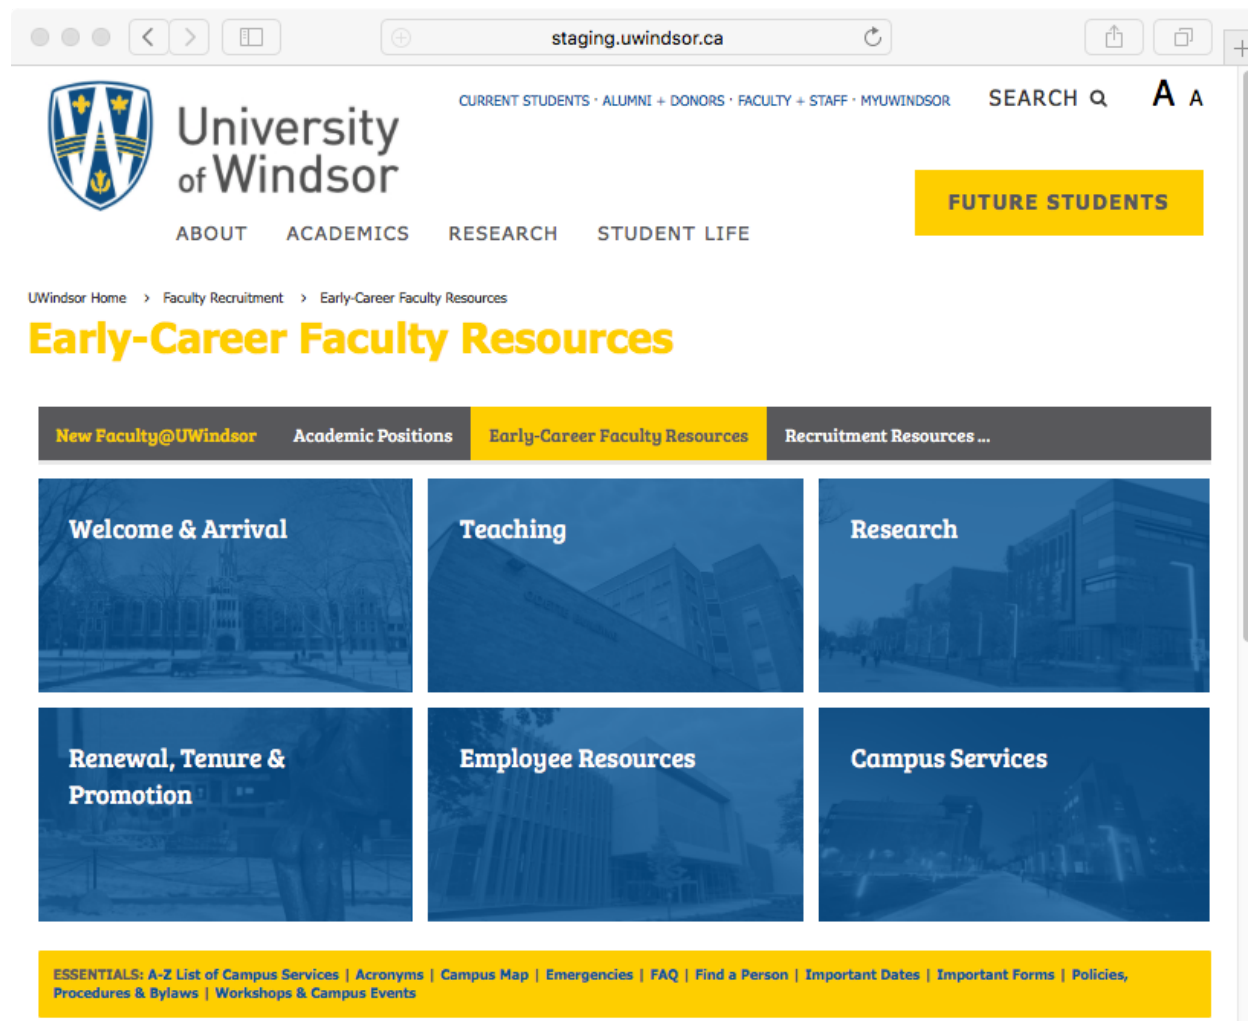 staging.uwindsor.ca
University
of Windsor
CURRENT STUDENTS · ALUMNI + DONORS · FACULTY + STAFF · MYUWINDSOR
SEARCH
A A
FUTURE STUDENTS
ABOUT ACADEMICS RESEARCH STUDENT LIFE
UWindsor Home > Faculty Recruitment > Early-Career Faculty Resources
Early-Career Faculty Resources
New Faculty@UWindsor Academic Positions Early-Career Faculty Resources Recruitment Resources ...
Welcome & Arrival
Teaching
Research
Renewal, Tenure &
Promotion
Employee Resources
Campus Services
ESSENTIALS: A-Z List of Campus Services | Acronyms | Campus Map | Emergencies | FAQ | Find a Person | Important Dates | Important Forms | Policies,
Procedures & Bylaws | Workshops & Campus Events